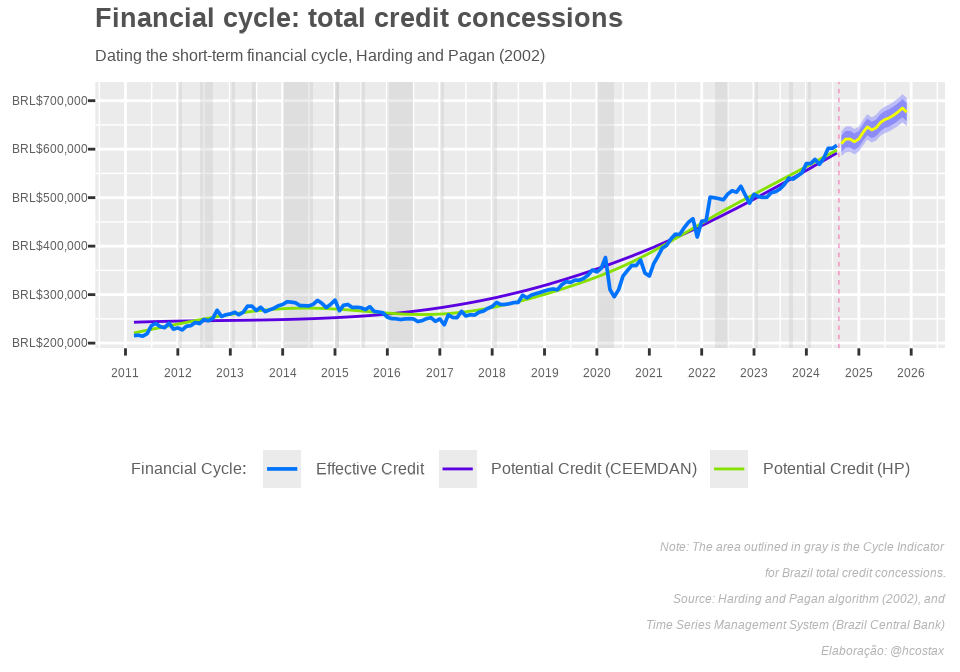 Financial cycle: total credit concessions
Dating the short-term financial cycle, Harding and Pagan (2002)
BRL$700,000
BRL$600,000
BRL$500,000
BRL$400,000
BRL$300,000
BRL$200,000
2011 2012 2013 2014 2015 2016 2017 2018 2019 2020 2021 2022 2023 2024 2025 2026
Financial Cycle: Effective Credit Potential Credit (CEEMDAN) Potential Credit (HP)
Note: The area outlined in gray is the Cycle Indicator
for Brazil total credit concessions.
Source: Harding and Pagan algorithm (2002), and
Time Series Management System (Brazil Central Bank)
Elaboração: @hcostax